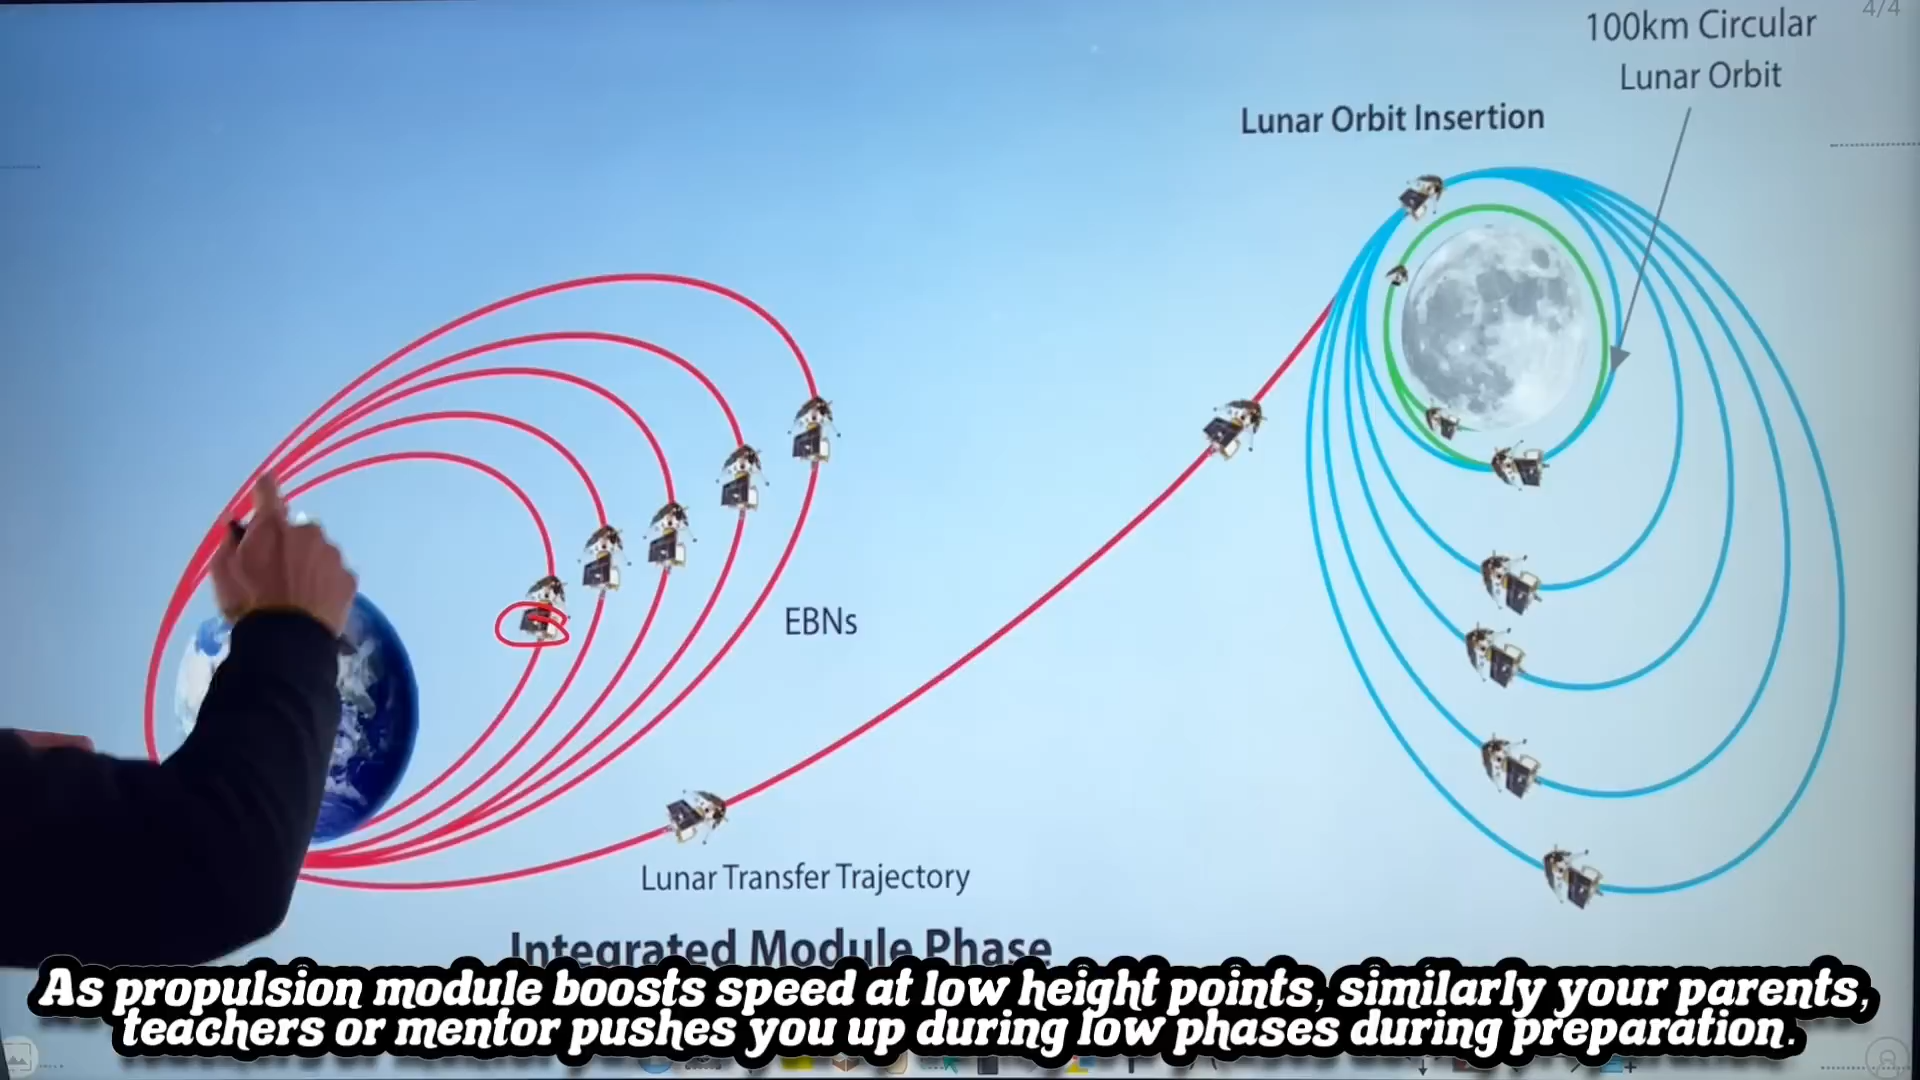 4/4
100km Circular
Lunar Orbit
Lunar Orbit Insertion
EBNs
Lunar Transfer Trajectory
Integrated Module Phase
As propulsion module boosts speed at low height points, similarly your parents,
teachers or mentor pushes you up during low phases during preparation.